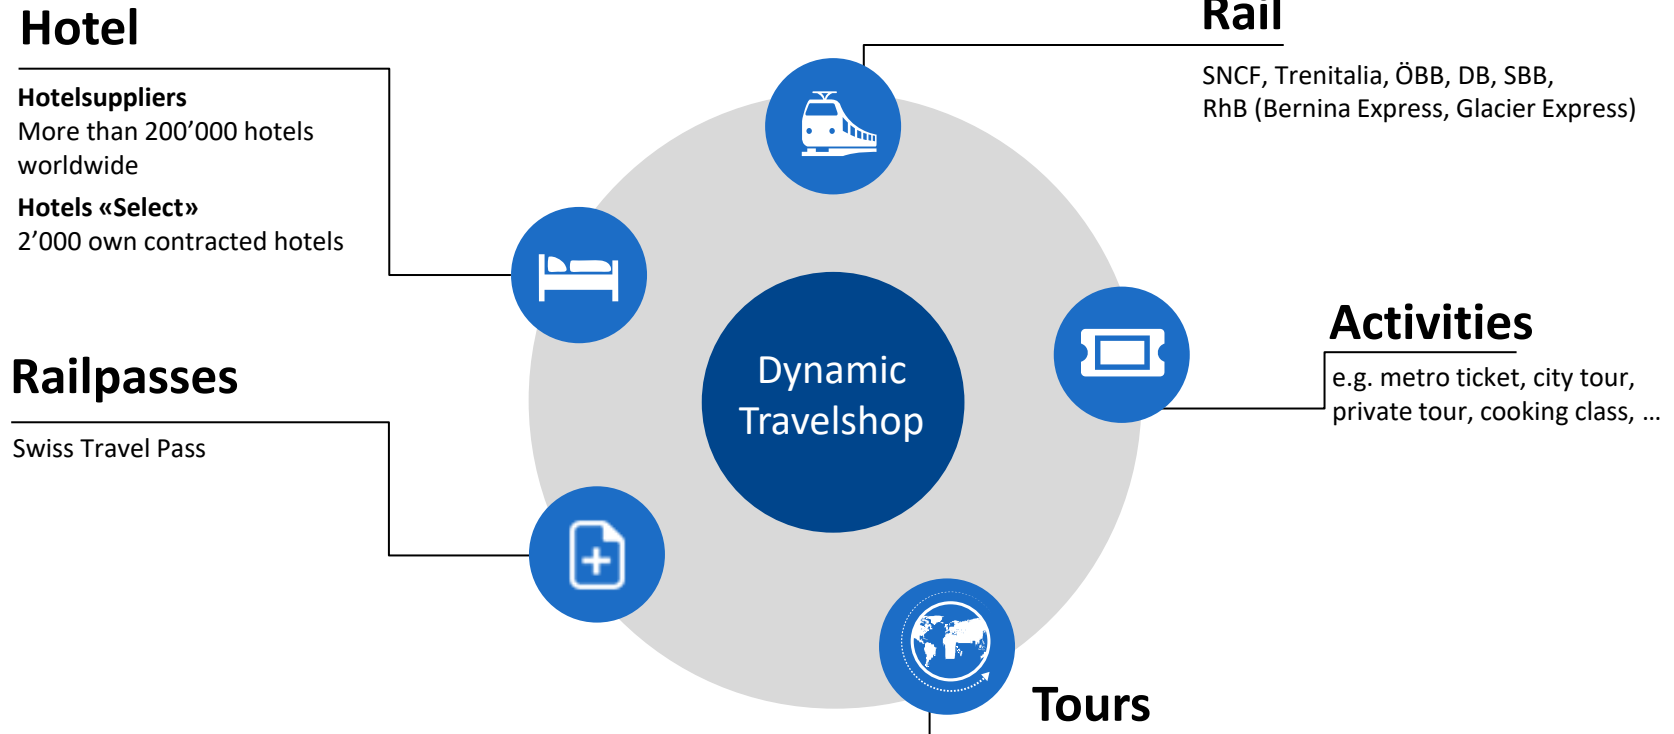 Hotel
Hotelsuppliers
More than 200’000 hotels
worldwide
Hotels «Select»
2’000 own contracted hotels
Rail
SNCF, Trenitalia, ÖBB, DB, SBB,
RhB (Bernina Express, Glacier Express)
Dynamic
Travelshop
Activities
e.g. metro ticket, city tour,
private tour, cooking class, …
Railpasses
Swiss Travel Pass
Tours